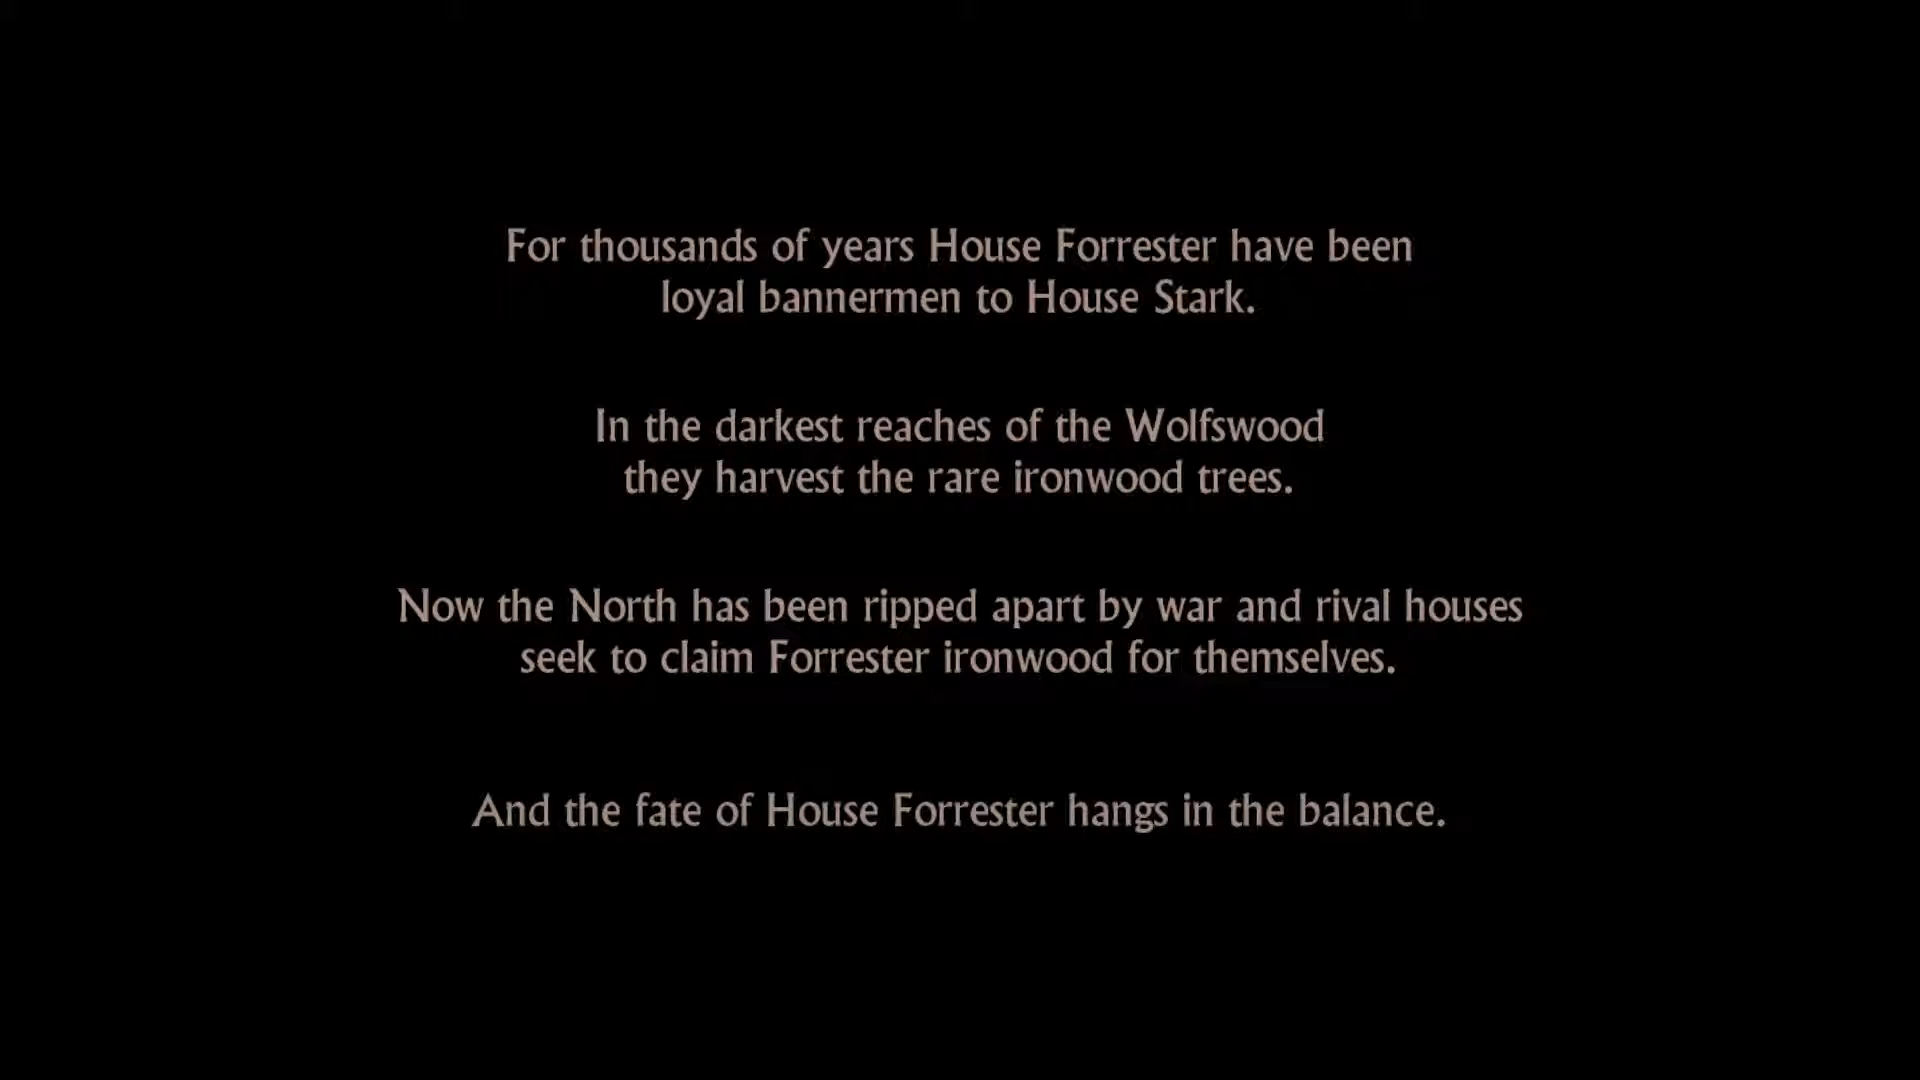 For thousands of years House Forrester have been
loyal bannermen to House Stark.
In the darkest reaches of the Wolfswood
they harvest the rare ironwood trees.
Now the North has been ripped apart by war and rival houses
seek to claim Forrester ironwood for themselves.
And the fate of House Forrester hangs in the balance.